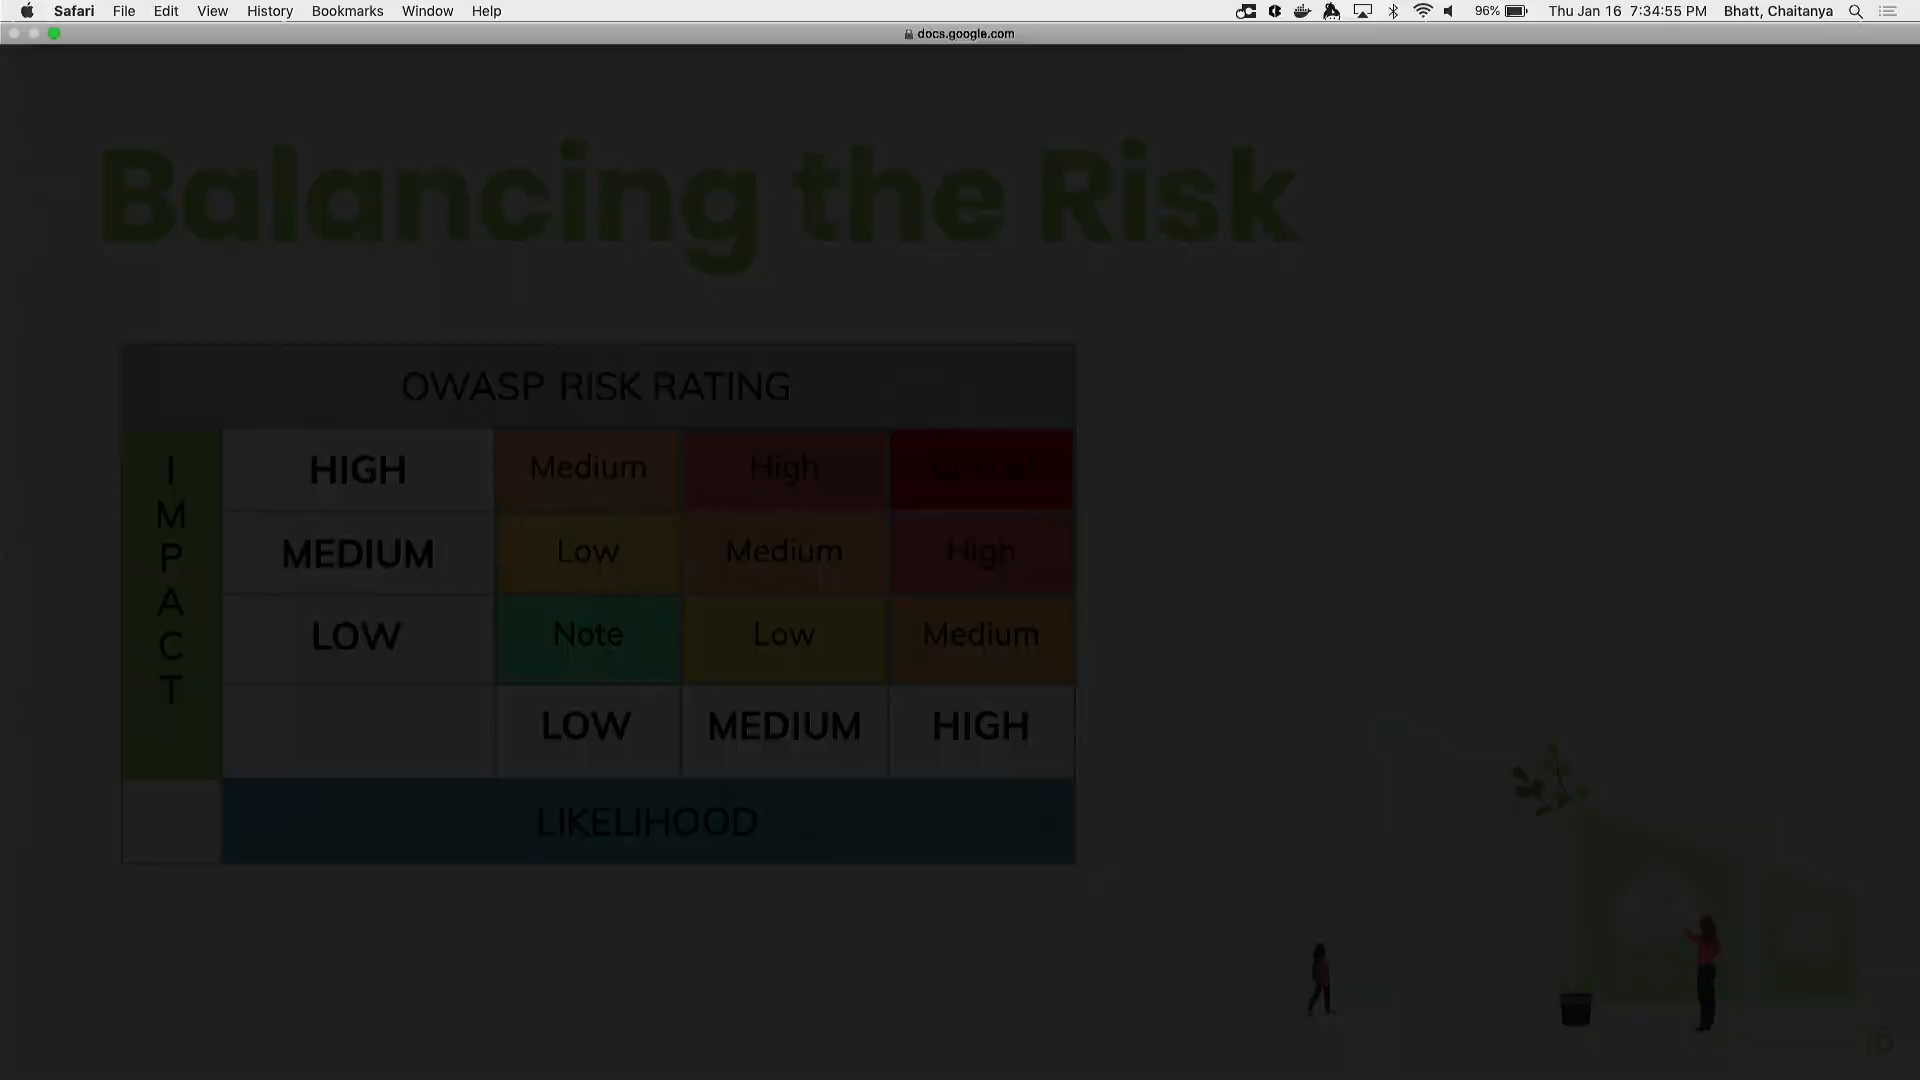 Safari File Edit View History Bookmarks Window Help 96% Thu Jan 16 7:34:55 PM Bhatt, Chaitanya
docs.google.com
Balancing the Risk
OWASP RISK RATING
IMPACT
HIGH Medium High
MEDIUM Low Medium High
LOW Note Low Medium
LOW MEDIUM HIGH
LIKELIHOOD
16